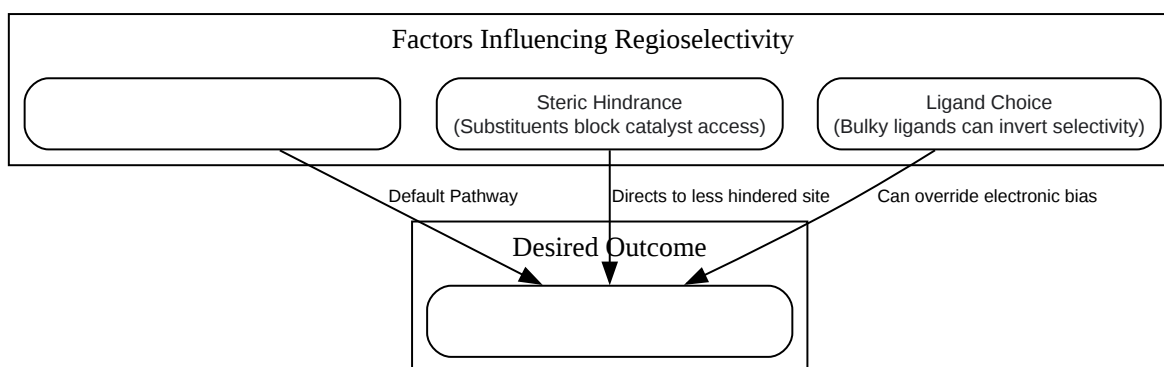 Factors Influencing Regioselectivity
Steric Hindrance
(Substituents block catalyst access)
Ligand Choice
(Bulky ligands can invert selectivity)
Default Pathway
Directs to less hindered site
Can override electronic bias
Desired Outcome